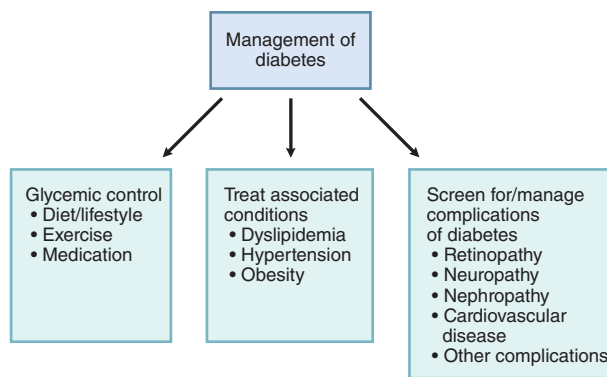 Management of
diabetes
Glycemic control
• Diet/lifestyle
• Exercise
• Medication
Treat associated
conditions
• Dyslipidemia
• Hypertension
• Obesity
Screen for/manage
complications
of diabetes
• Retinopathy
• Neuropathy
• Nephropathy
• Cardiovascular
disease
• Other complications